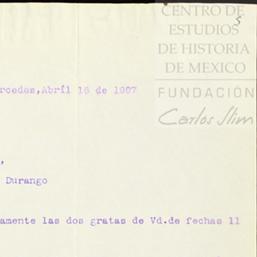 CENTRO DE
ESTUDIOS
DE HISTORIA
DE MEXICO
FUNDACIÓN
Carlos Slim
5
rcedes,Abril 16 de 1907
,
Durango
amente las dos gratas de Vd.de fechas 11